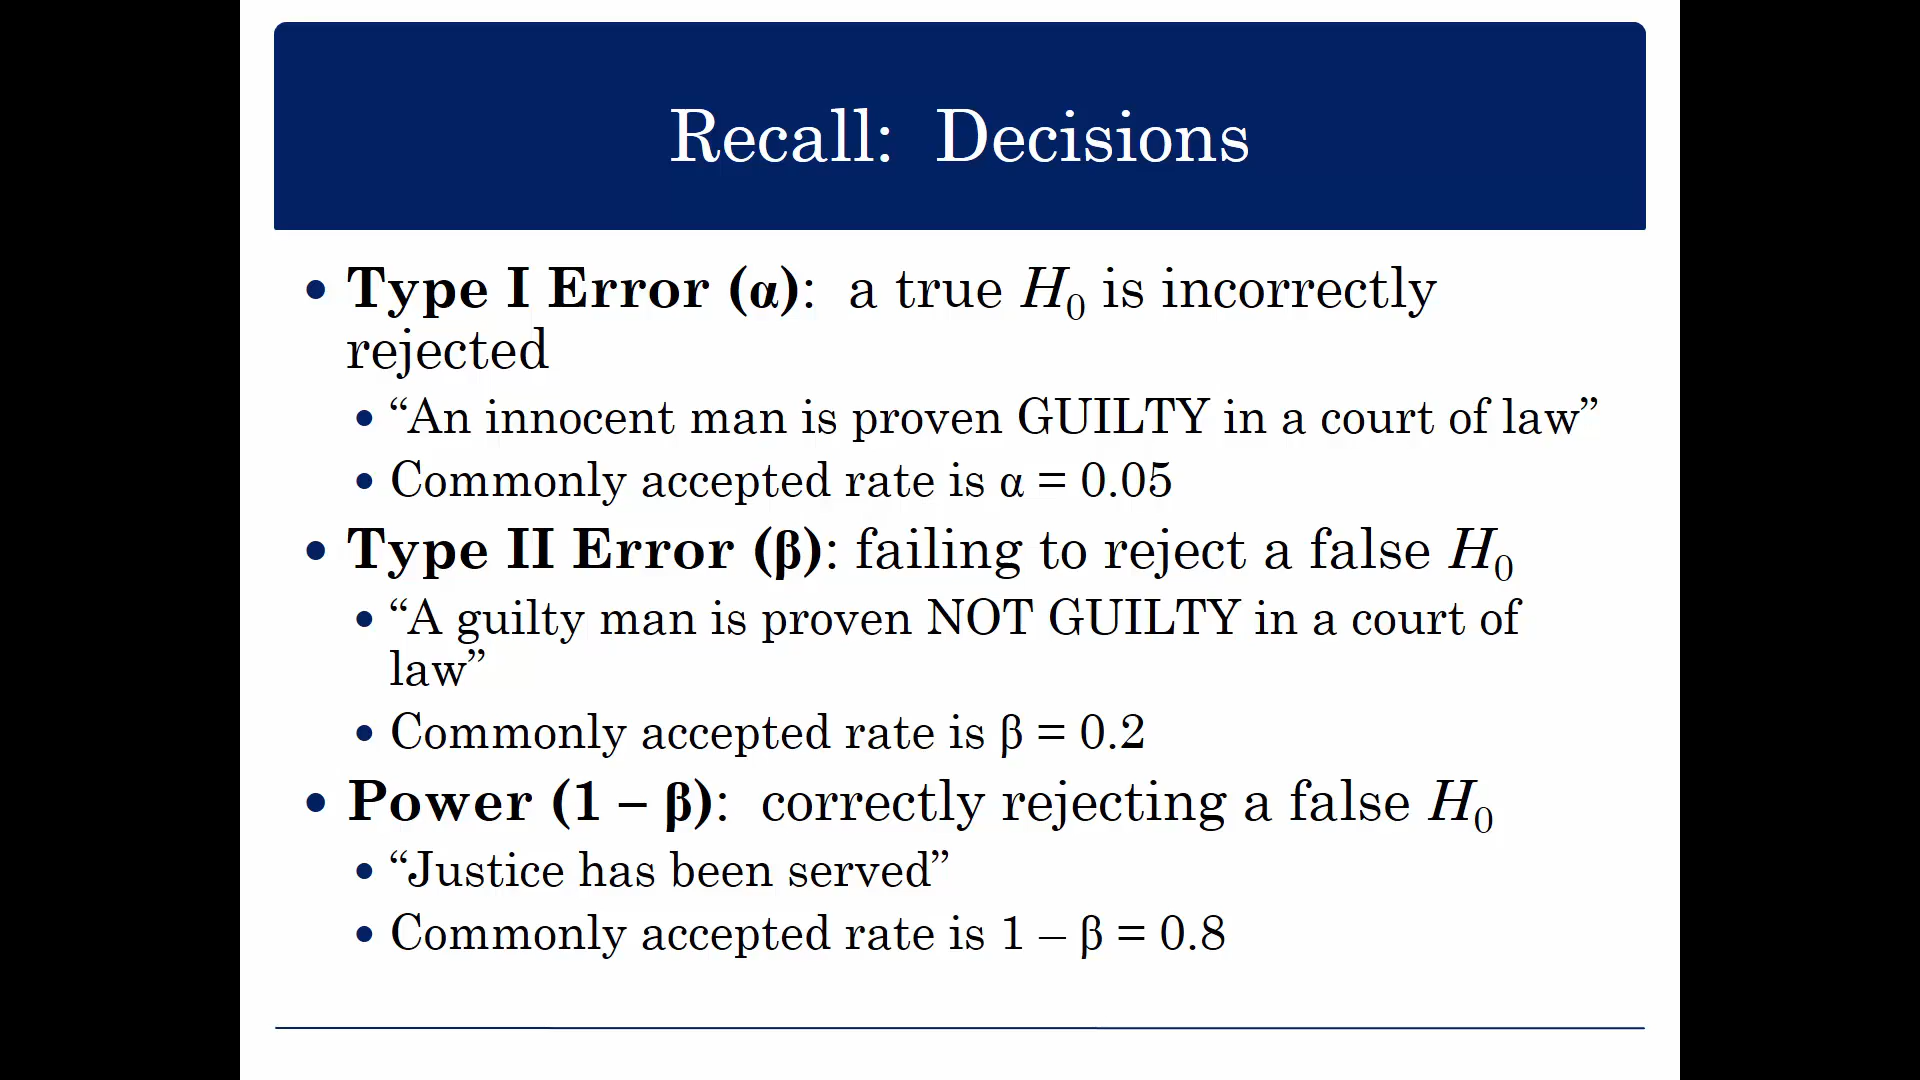 Recall:  Decisions
• Type I Error (α):  a true H₀ is incorrectly
rejected
• “An innocent man is proven GUILTY in a court of law”
• Commonly accepted rate is α = 0.05
• Type II Error (β): failing to reject a false H₀
• “A guilty man is proven NOT GUILTY in a court of
law”
• Commonly accepted rate is β = 0.2
• Power (1 – β):  correctly rejecting a false H₀
• “Justice has been served”
• Commonly accepted rate is 1 – β = 0.8